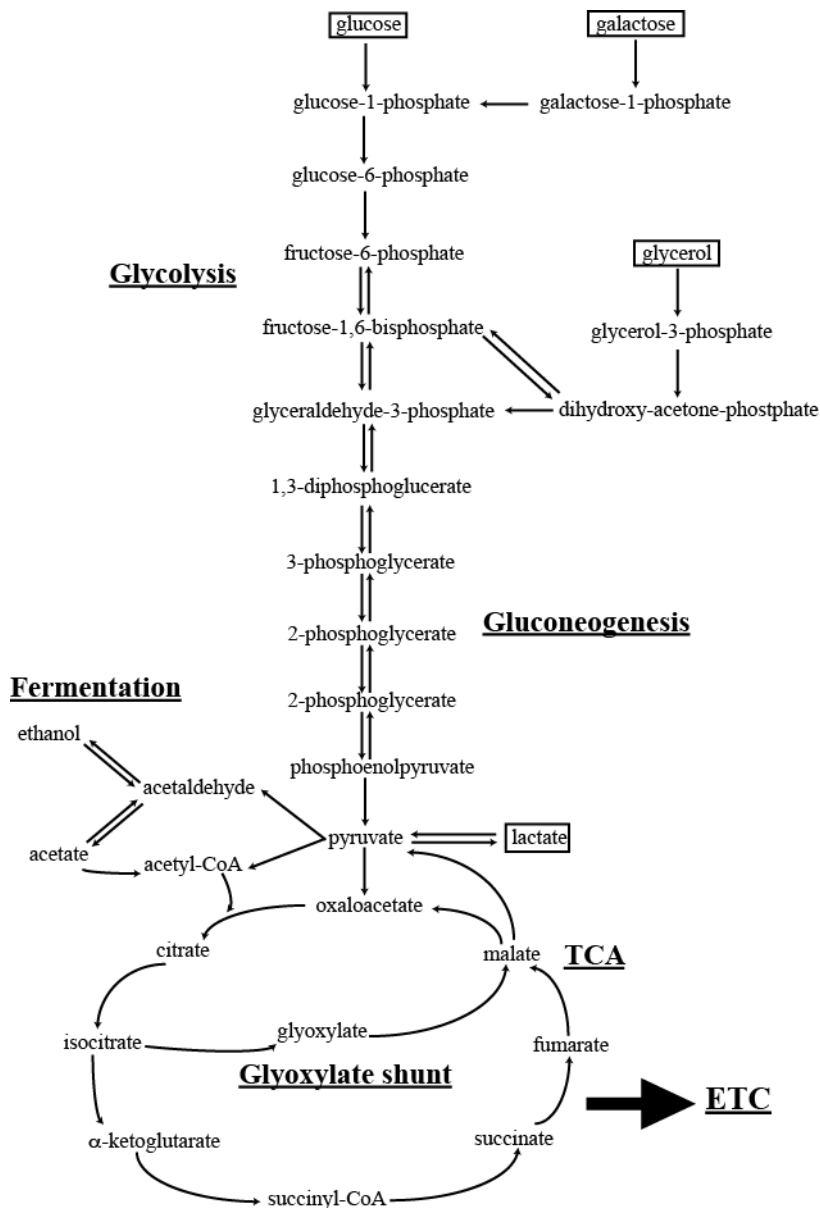 glucose
galactose
glucose-1-phosphate
galactose-1-phosphate
glucose-6-phosphate
fructose-6-phosphate
glycerol
Glycolysis
fructose-1,6-bisphosphate
glycerol-3-phosphate
glyceraldehyde-3-phosphate
dihydroxy-acetone-phostphate
1,3-diphosphoglucerate
3-phosphoglycerate
2-phosphoglycerate
Gluconeogenesis
Fermentation
2-phosphoglycerate
ethanol
phosphoenolpyruvate
acetaldehyde
pyruvate
lactate
acetate
acetyl-CoA
oxaloacetate
citrate
malate
TCA
isocitrate
glyoxylate
fumarate
Glyoxylate shunt
ETC
α-ketoglutarate
succinate
succinyl-CoA